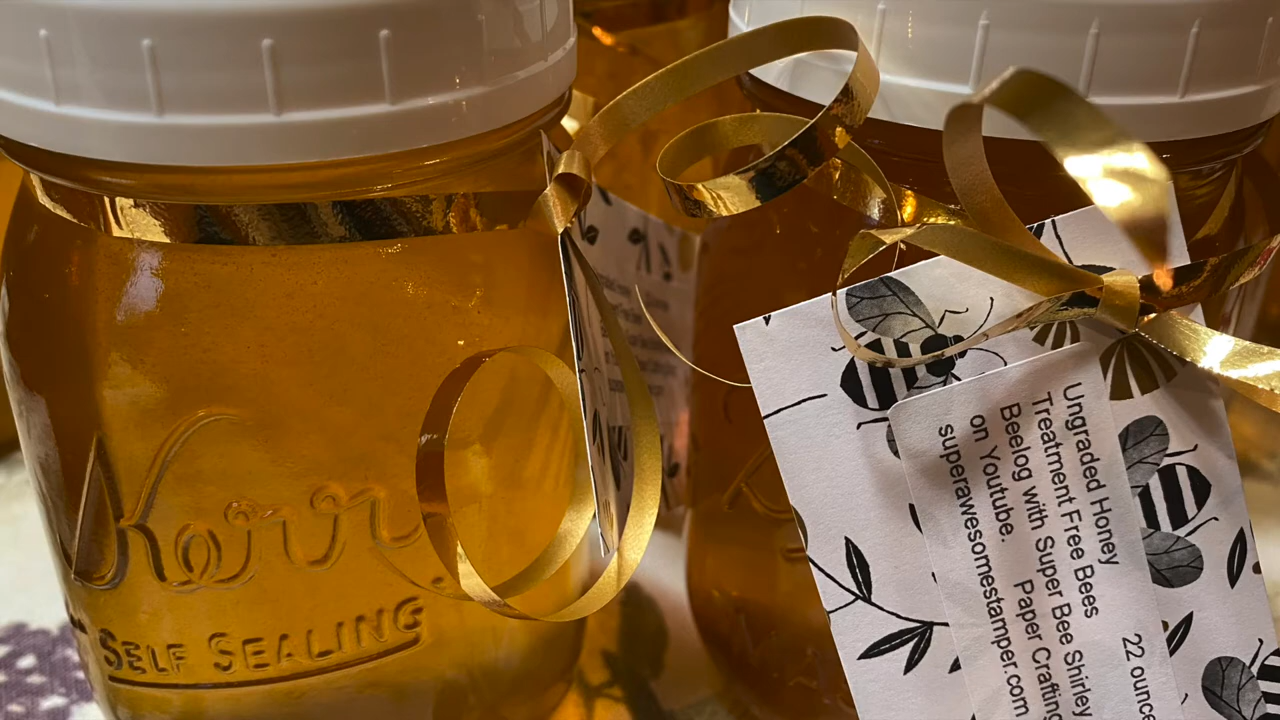 Kerr
SELF SEALING
Ungraded Honey 22 ounce
Treatment Free Bees
Beelog with Super Bee Shirley
on Youtube. Paper Crafting
superawesomestamper.com